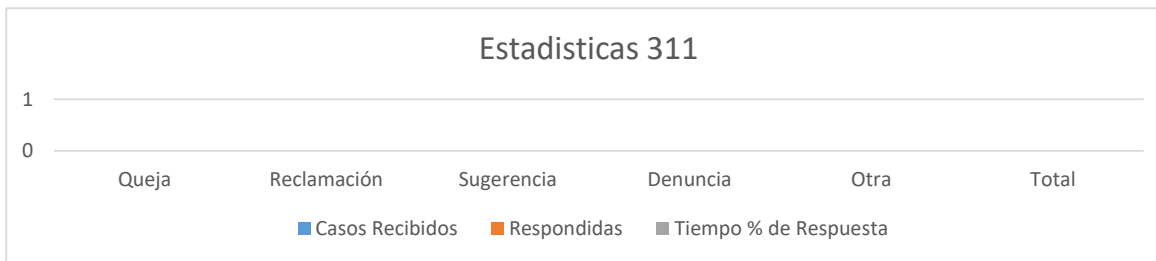 Estadisticas 311
1
0
Queja Reclamación Sugerencia Denuncia Otra Total
Casos Recibidos Respondidas Tiempo % de Respuesta